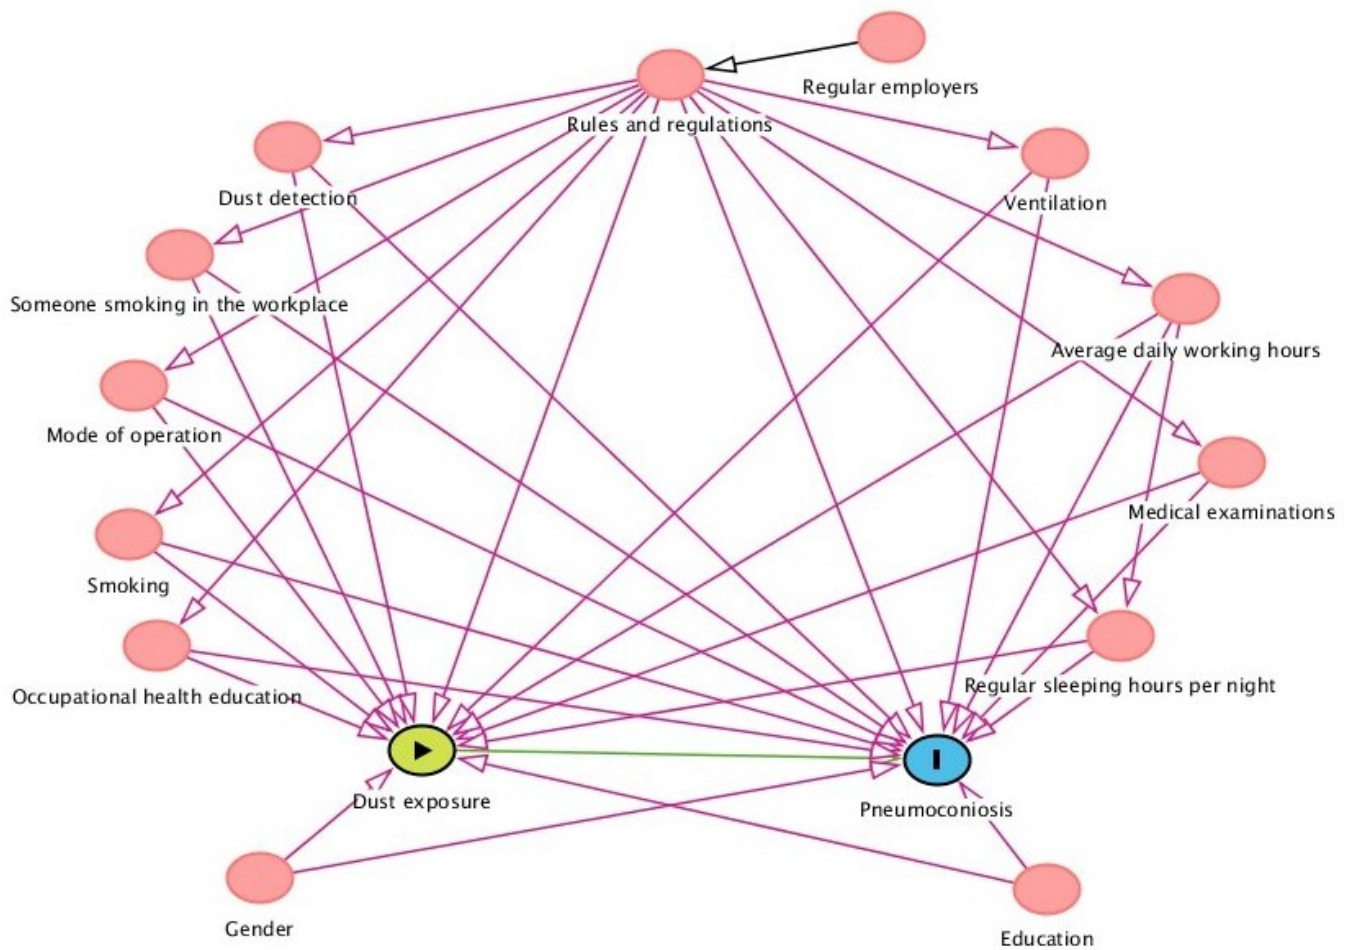 Regular employers
Rules and regulations
Dust detection
Ventilation
Someone smoking in the workplace
Average daily working hours
Mode of operation
Medical examinations
Smoking
Occupational health education
Regular sleeping hours per night
Dust exposure
Pneumoconiosis
Gender
Education